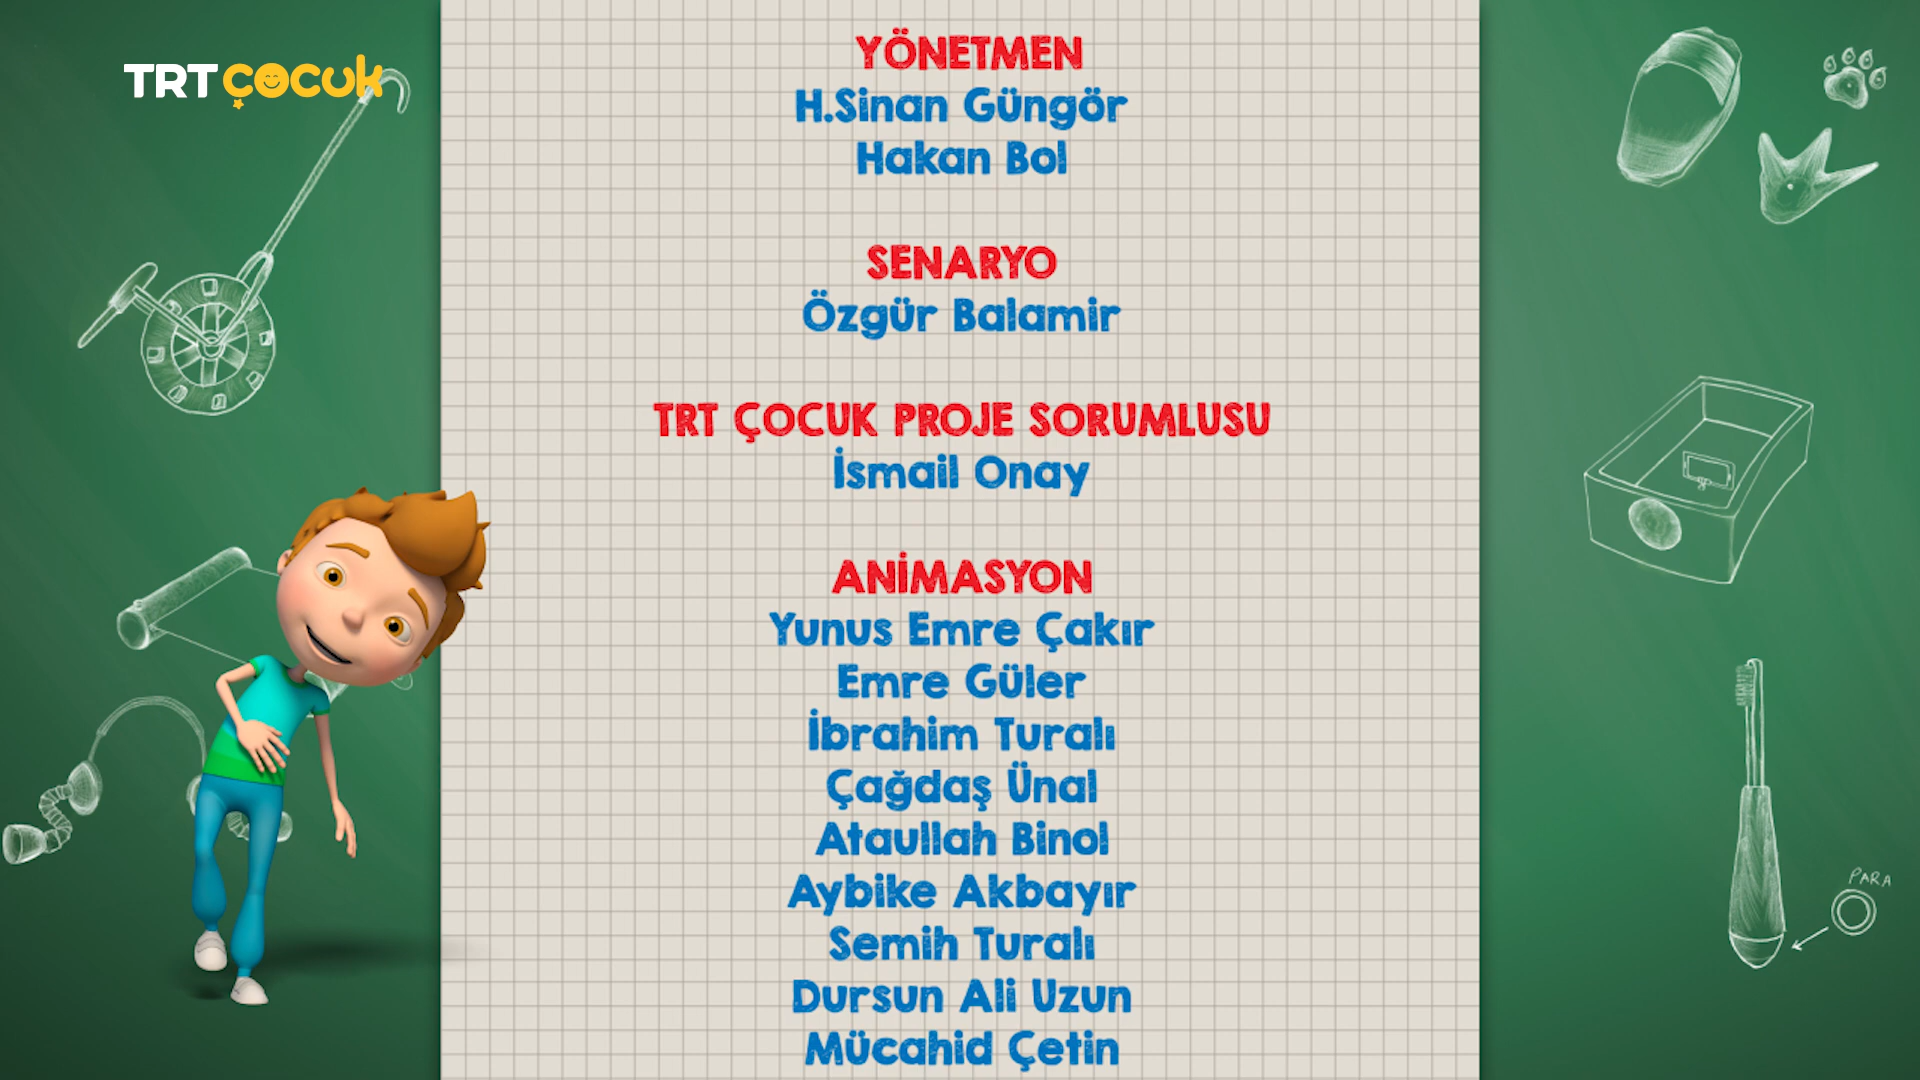 TRT çocuk
YÖNETMEN
H.Sinan Güngör
Hakan Bol
SENARYO
Özgür Balamir
TRT ÇOCUK PROJE SORUMLUSU
İsmail Onay
ANİMASYON
Yunus Emre Çakır
Emre Güler
İbrahim Turalı
Çağdaş Ünal
Ataullah Binol
Aybike Akbayır
Semih Turalı
Dursun Ali Uzun
Mücahid Çetin
PARA